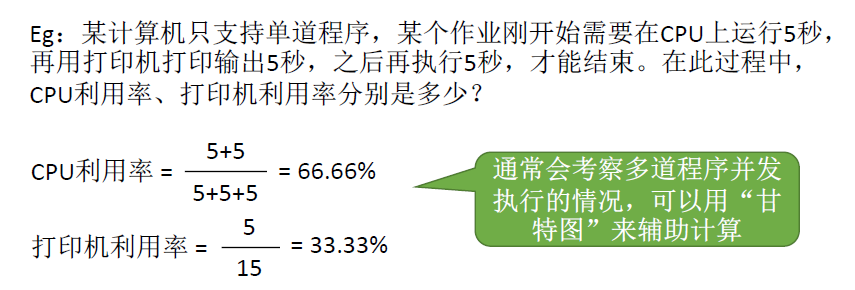 Eg：某计算机只支持单道程序，某个作业刚开始需要在CPU上运行5秒，
再用打印机打印输出5秒，之后再执行5秒，才能结束。在此过程中，
CPU利用率、打印机利用率分别是多少？
CPU利用率 = 5+5 / 5+5+5 = 66.66%
打印机利用率 = 5 / 15 = 33.33%
通常会考察多道程序并发
执行的情况，可以用“甘
特图”来辅助计算